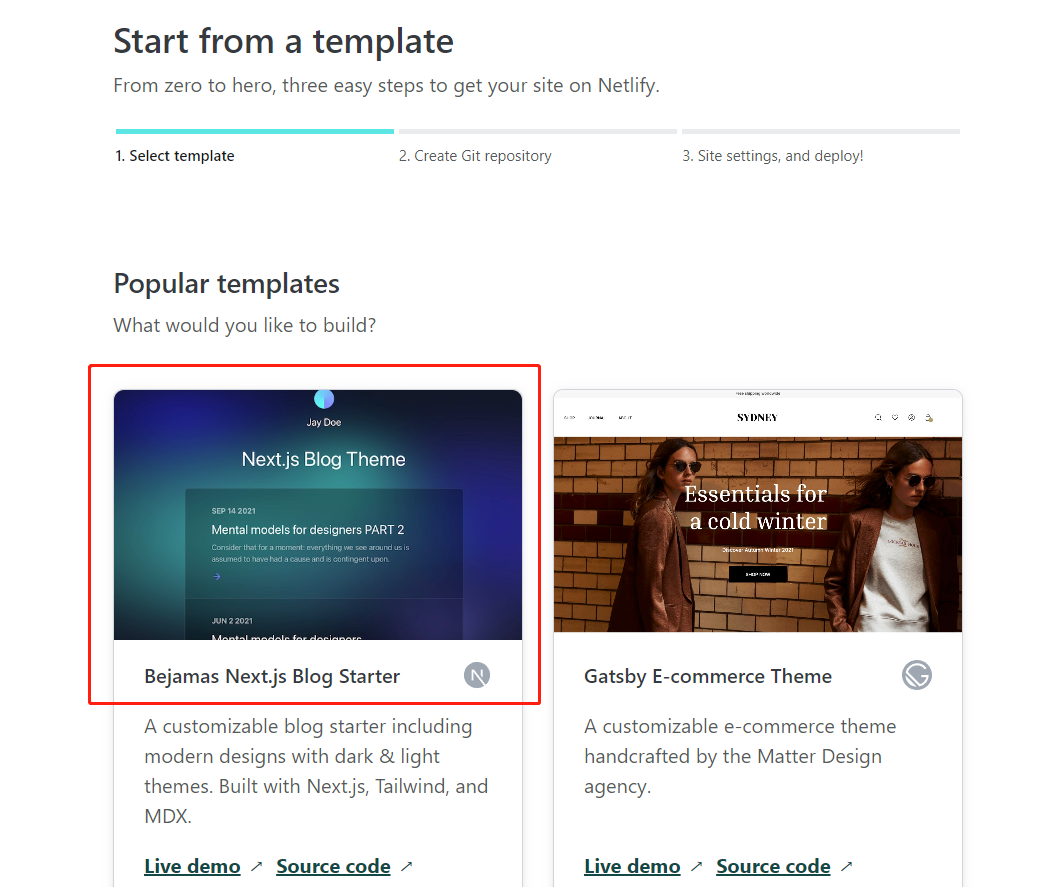 Start from a template
From zero to hero, three easy steps to get your site on Netlify.
1. Select template
2. Create Git repository
3. Site settings, and deploy!
Popular templates
What would you like to build?
Jay Doe
Next.js Blog Theme
SEP 14 2021
Mental models for designers PART 2
Consider that for a moment: everything we see around us is
assumed to have had a cause and is contingent upon.
JUN 2 2021
Mental models for designers
Bejamas Next.js Blog Starter
A customizable blog starter including
modern designs with dark & light
themes. Built with Next.js, Tailwind, and
MDX.
Live demo
Source code
Free shipping worldwide
SHOP
JOURNAL
ABOUT
SYDNEY
Essentials for
a cold winter
Discover Autumn Winter 2021
SHOP NOW
Gatsby E-commerce Theme
A customizable e-commerce theme
handcrafted by the Matter Design
agency.
Live demo
Source code